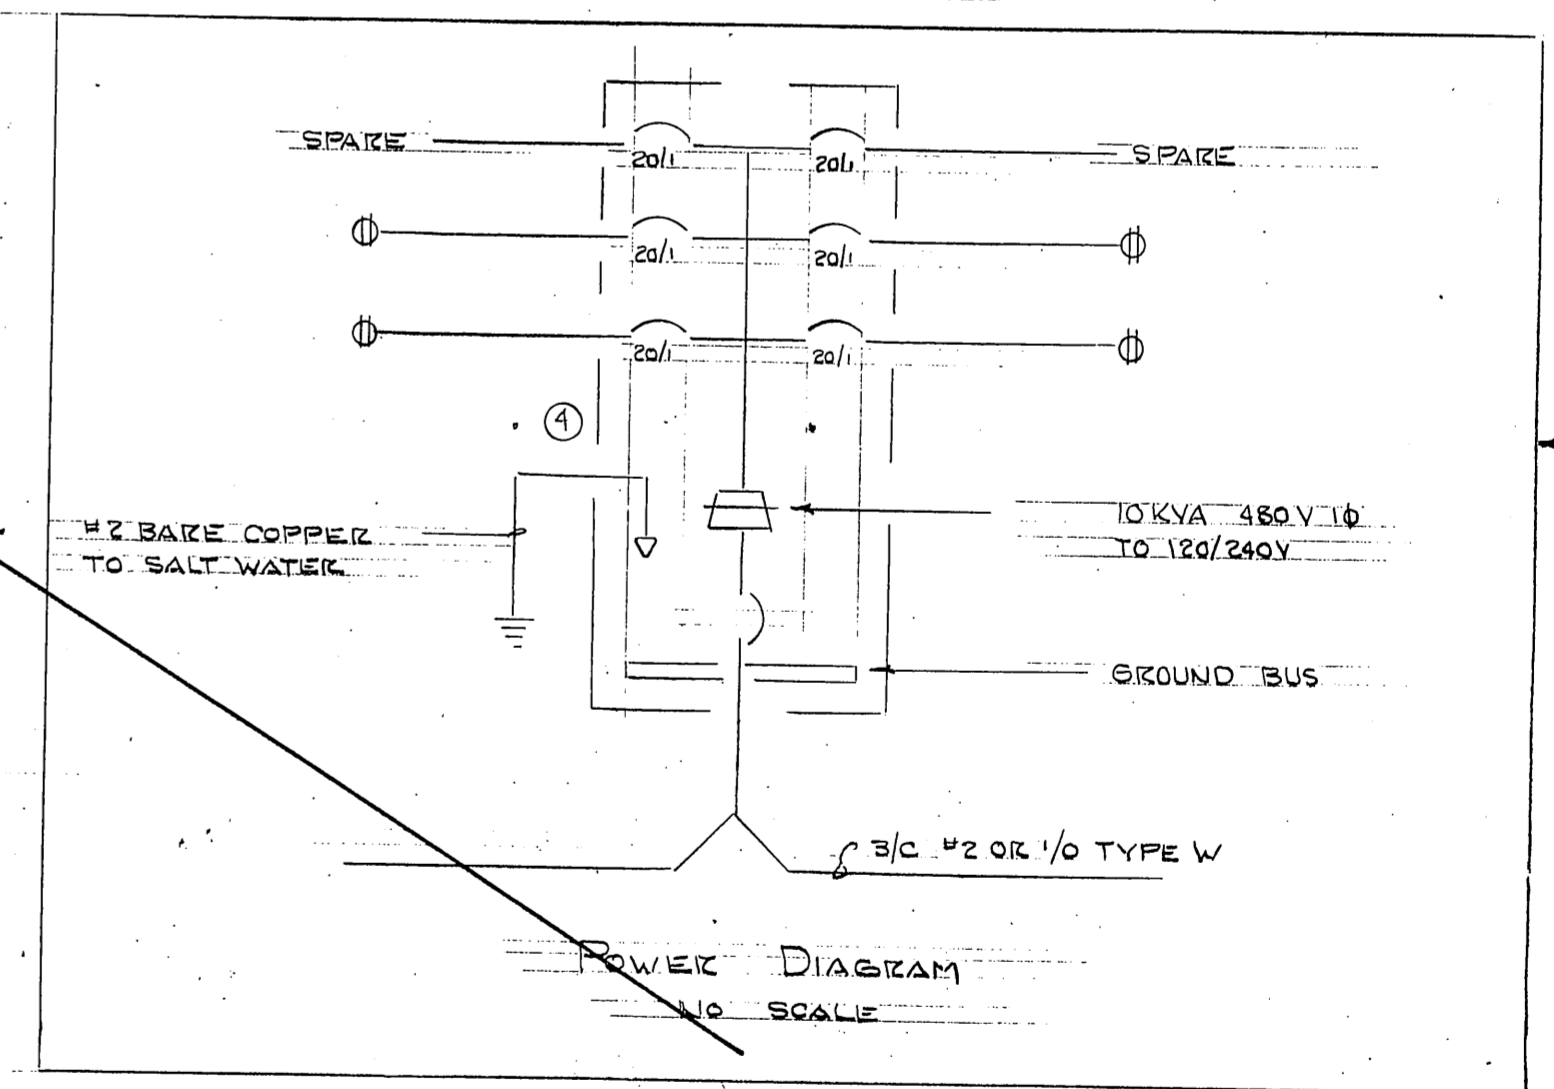 SPARE
20/1
20/1
SPARE
20/1
20/1
20/1
20/1
4
#2 BARE COPPER
TO SALT WATER
10 KVA 480 V 1Φ
TO 120/240V
GROUND BUS
3/C #2 OR 1/0 TYPE W
POWER DIAGRAM
NO SCALE